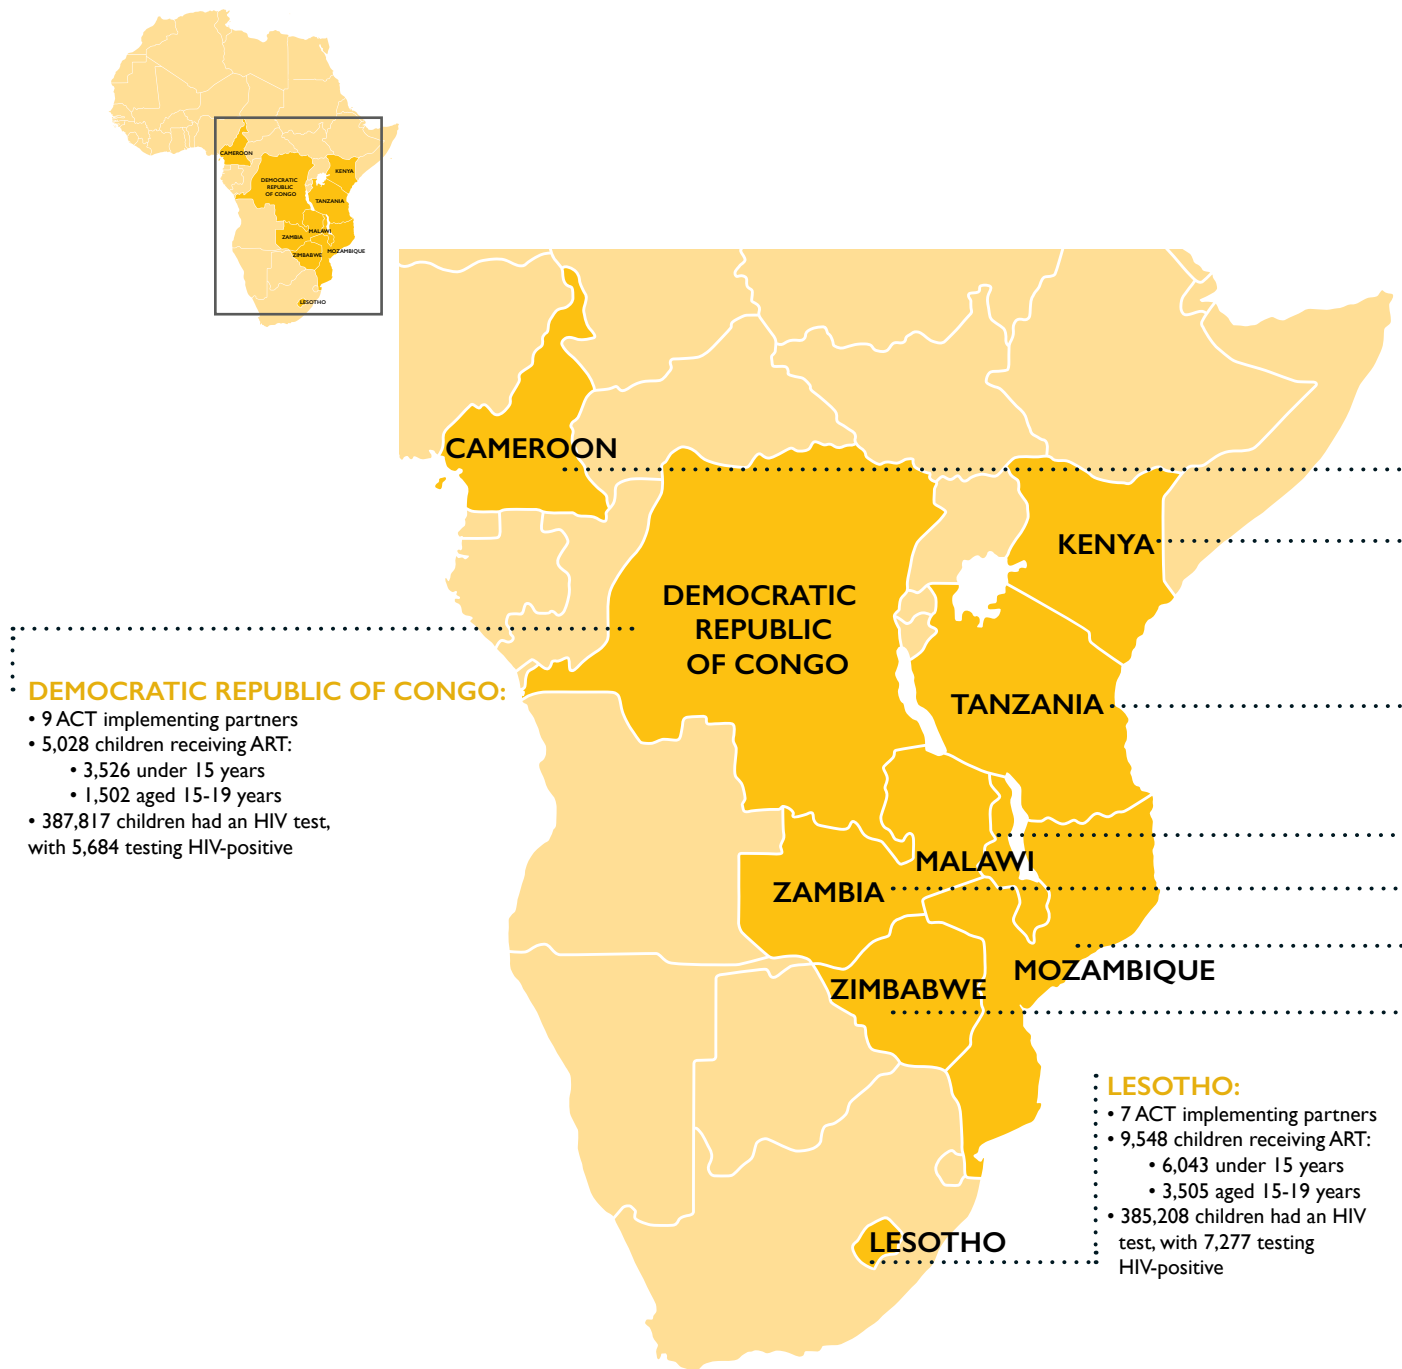 CAMEROON
DEMOCRATIC
REPUBLIC
OF CONGO
KENYA
TANZANIA
MALAWI
ZAMBIA
MOZAMBIQUE
ZIMBABWE
LESOTHO
CAMEROON
KENYA
DEMOCRATIC
REPUBLIC
OF CONGO
TANZANIA
MALAWI
ZAMBIA
MOZAMBIQUE
ZIMBABWE
LESOTHO
DEMOCRATIC REPUBLIC OF CONGO:
• 9 ACT implementing partners
• 5,028 children receiving ART:
• 3,526 under 15 years
• 1,502 aged 15-19 years
• 387,817 children had an HIV test,
with 5,684 testing HIV-positive
LESOTHO:
• 7 ACT implementing partners
• 9,548 children receiving ART:
• 6,043 under 15 years
• 3,505 aged 15-19 years
• 385,208 children had an HIV
test, with 7,277 testing
HIV-positive